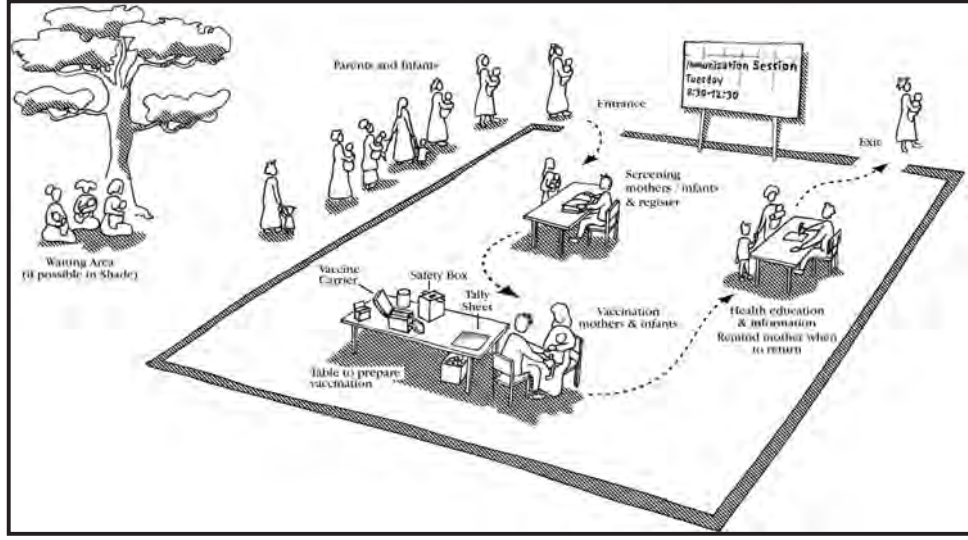 Parents and Infants
Entrance
Immunization Session
Tuesday
8:30-12:30
Exit
Screening
mothers / infants
& register
Waiting Area
(if possible in Shade)
Vaccine
Carrier
Safety Box
Tally
Sheet
Vaccination
mothers & infants
Health education
& information
Remind mother when
to return
Table to prepare
vaccination